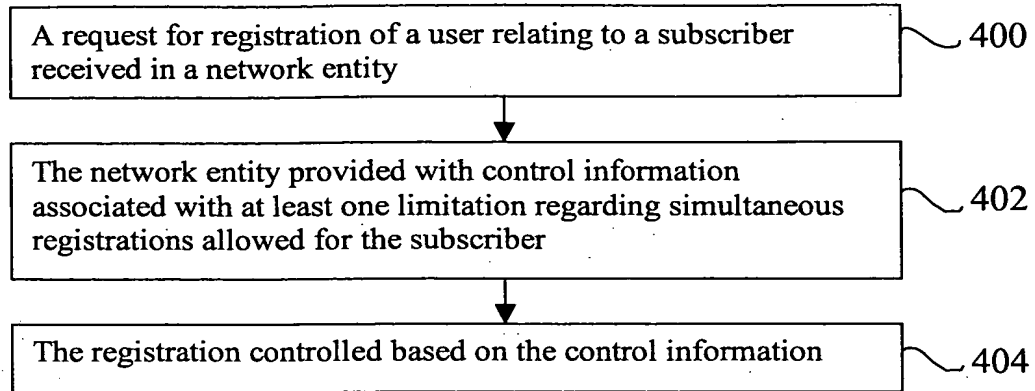 A request for registration of a user relating to a subscriber
received in a network entity
400
The network entity provided with control information
associated with at least one limitation regarding simultaneous
registrations allowed for the subscriber
402
The registration controlled based on the control information
404